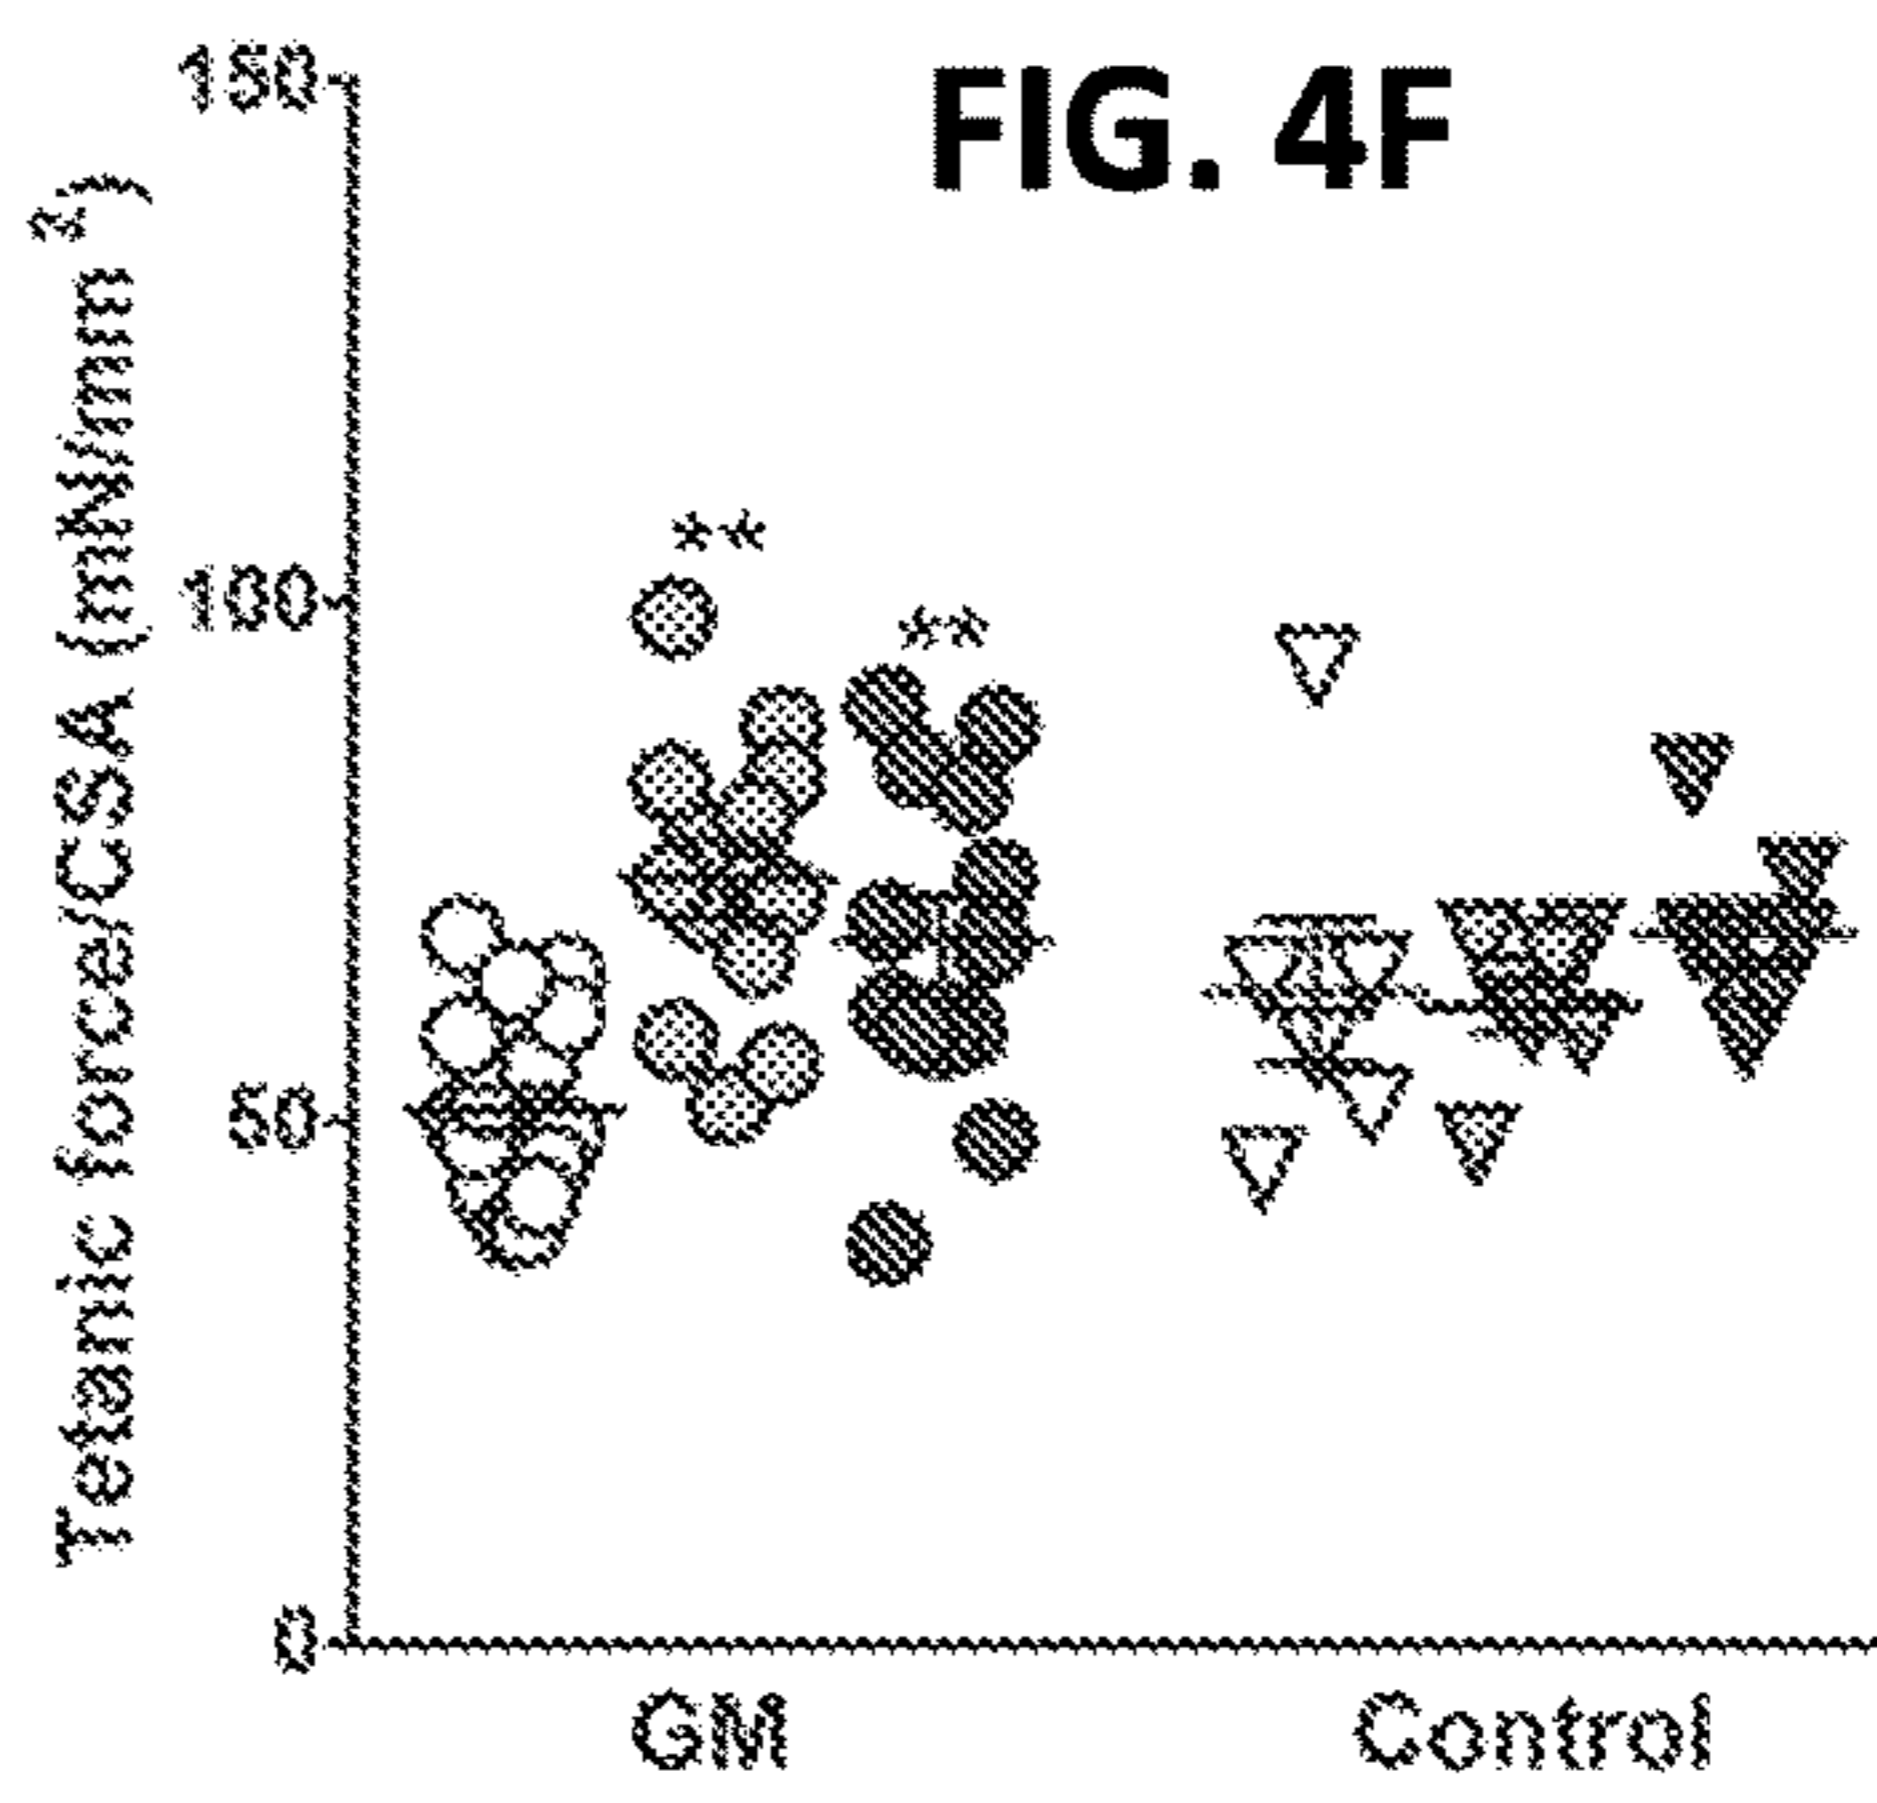 FIG. 4F
Tetanic force/CSA (mN/mm²)
150
100
50
0
**
**
GM
Control